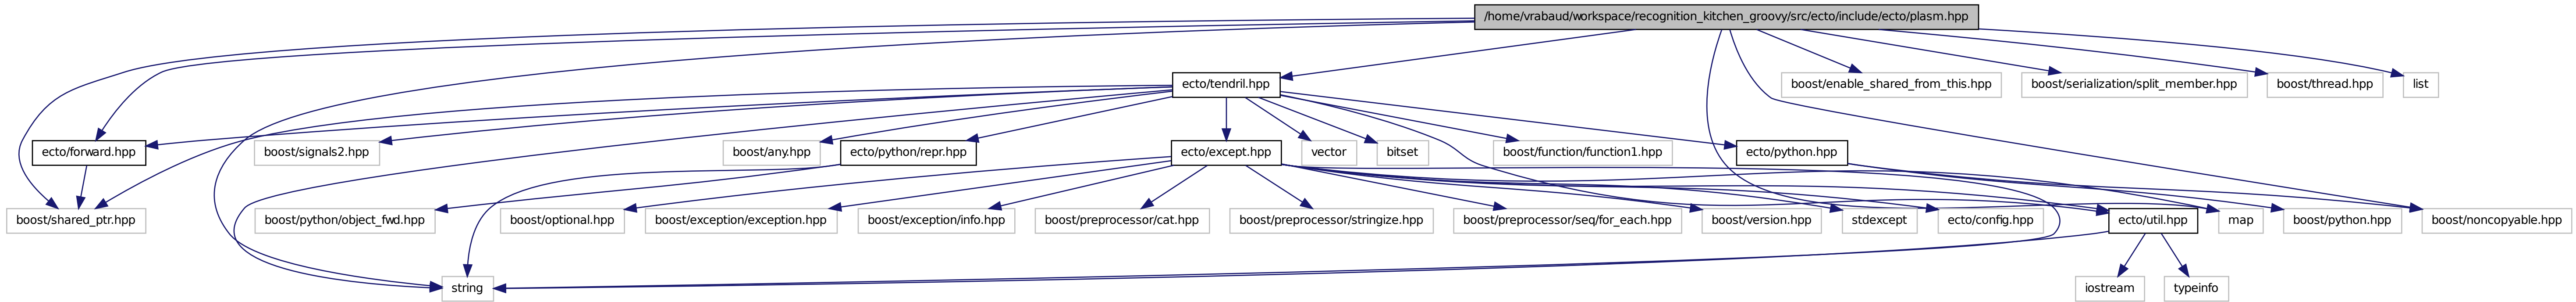 /home/vrabaud/workspace/recognition_kitchen_groovy/src/ecto/include/ecto/plasm.hpp
ecto/tendril.hpp
boost/enable_shared_from_this.hpp
boost/serialization/split_member.hpp
boost/thread.hpp
list
ecto/forward.hpp
boost/signals2.hpp
boost/any.hpp
ecto/python/repr.hpp
ecto/except.hpp
vector
bitset
boost/function/function1.hpp
ecto/python.hpp
boost/shared_ptr.hpp
boost/python/object_fwd.hpp
boost/optional.hpp
boost/exception/exception.hpp
boost/exception/info.hpp
boost/preprocessor/cat.hpp
boost/preprocessor/stringize.hpp
boost/preprocessor/seq/for_each.hpp
boost/version.hpp
stdexcept
ecto/config.hpp
ecto/util.hpp
map
boost/python.hpp
boost/noncopyable.hpp
string
iostream
typeinfo